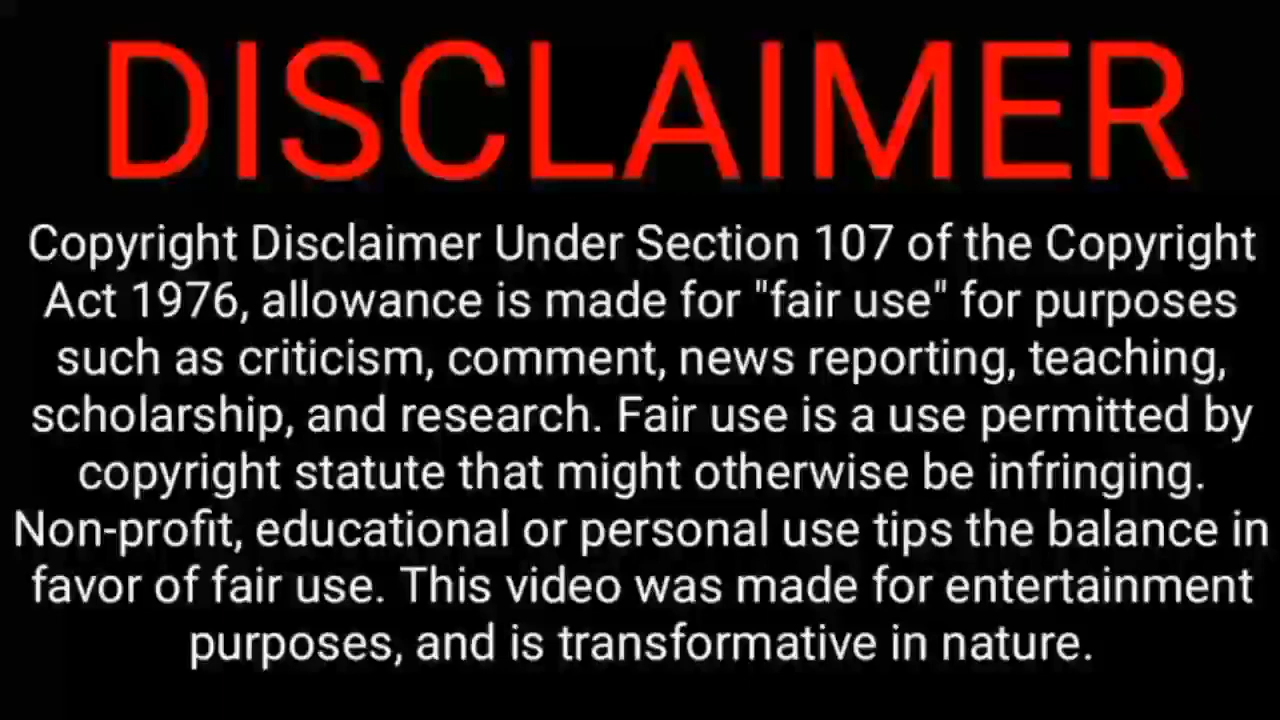 DISCLAIMER
Copyright Disclaimer Under Section 107 of the Copyright
Act 1976, allowance is made for "fair use" for purposes
such as criticism, comment, news reporting, teaching,
scholarship, and research. Fair use is a use permitted by
copyright statute that might otherwise be infringing.
Non-profit, educational or personal use tips the balance in
favor of fair use. This video was made for entertainment
purposes, and is transformative in nature.